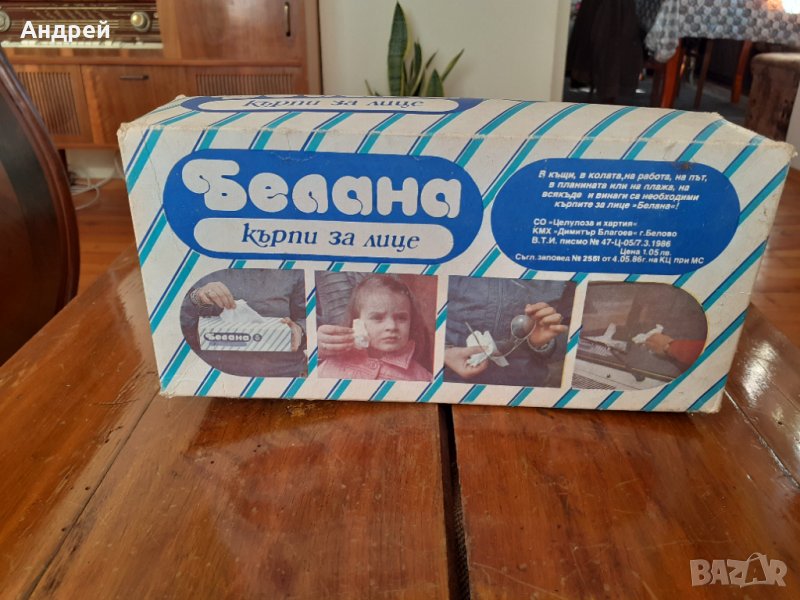 Андрей
кърпи за лице
Белана
кърпи за лице
В къщи, в колата, на работа, на път,
в планината или на плажа, на
всякъде и винаги са необходими
кърпите за лице »Белана«!
СО »Целулоза и хартия«
КМХ »Димитър Благоев« г. Белово
В.Т.И. писмо № 47-Ц-05/7.3.1986
Цена 1.05 лв.
Съгл. заповед № 2551 от 4.05.86г. на КЦ при МС
Белана
BAZAR